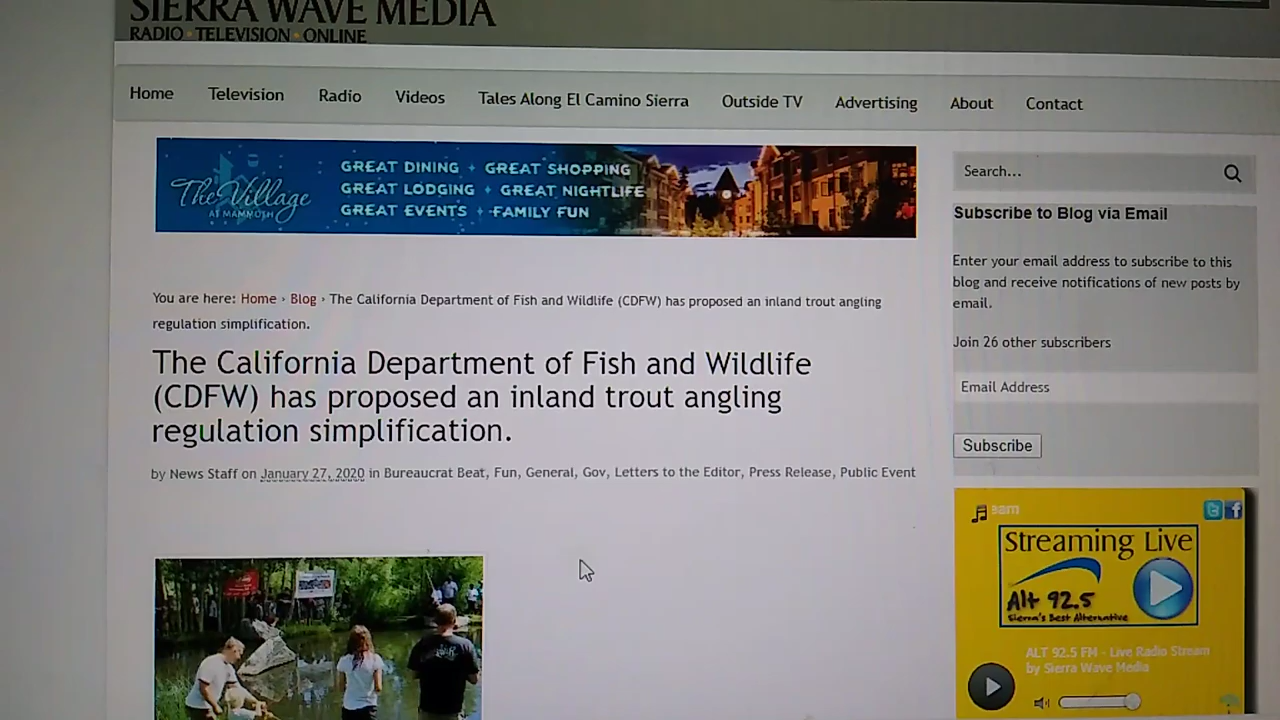 SIERRA WAVE MEDIA
RADIO • TELEVISION • ONLINE
Home Television Radio Videos Tales Along El Camino Sierra Outside TV Advertising About Contact
The Village
AT MAMMOTH
GREAT DINING + GREAT SHOPPING
GREAT LODGING + GREAT NIGHTLIFE
GREAT EVENTS + FAMILY FUN
Search...
Subscribe to Blog via Email
Enter your email address to subscribe to this
blog and receive notifications of new posts by
email.
Join 26 other subscribers
Email Address
Subscribe
You are here: Home › Blog › The California Department of Fish and Wildlife (CDFW) has proposed an inland trout angling
regulation simplification.
The California Department of Fish and Wildlife
(CDFW) has proposed an inland trout angling
regulation simplification.
by News Staff on January 27, 2020 in Bureaucrat Beat, Fun, General, Gov, Letters to the Editor, Press Release, Public Event
Streaming Live
Alt 92.5
Sierra's Best Alternative
ALT 92.5 FM - Live Radio Stream
by Sierra Wave Media